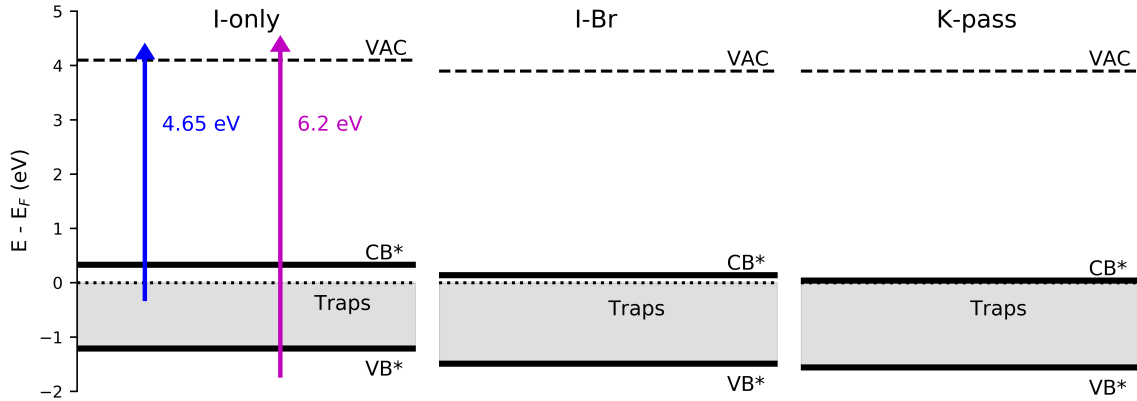 I-only
I-Br
K-pass
E - E_F (eV)
5
4
3
2
1
0
−1
−2
VAC
4.65 eV
6.2 eV
CB*
Traps
VB*
VAC
CB*
Traps
VB*
VAC
CB*
Traps
VB*